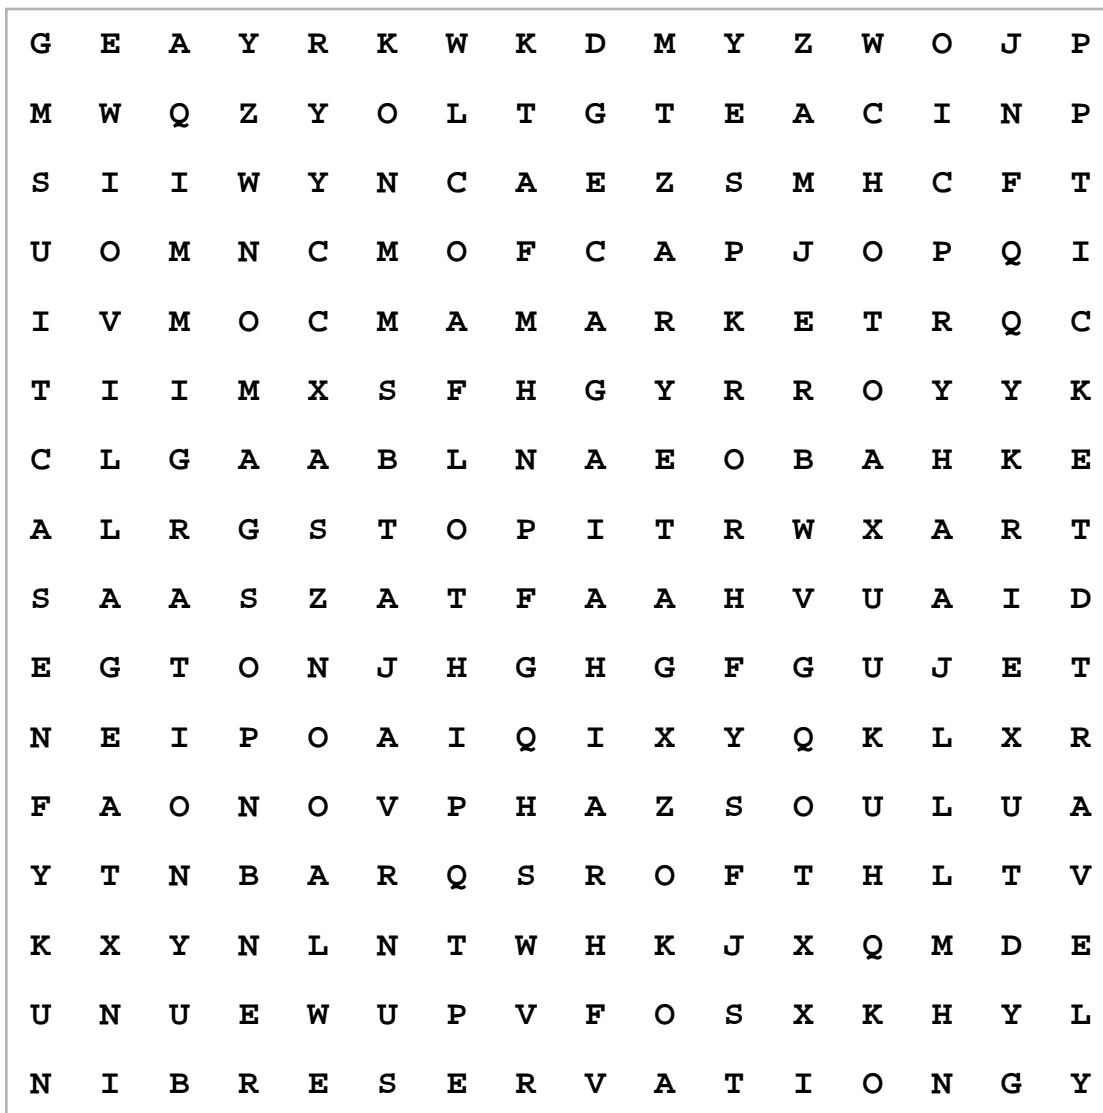 G E A Y R K W K D M Y Z W O J P
M W Q Z Y O L T G T E A C I N P
S I I W Y N C A E Z S M H C F T
U O M N C M O F C A P J O P Q I
I V M O C M A M A R K E T R Q C
T I I M X S F H G Y R R O Y Y K
C L G A A B L N A E O B A H K E
A L R G S T O P I T R W X A R T
S A A S Z A T F A A H V U A I D
E G T O N J H G H G F G U J E T
N E I P O A I Q I X Y Q K L X R
F A O N O V P H A Z S O U L U A
Y T N B A R Q S R O F T H L T V
K X Y N L N T W H K J X Q M D E
U N U E W U P V F O S X K H Y L
N I B R E S E R V A T I O N G Y